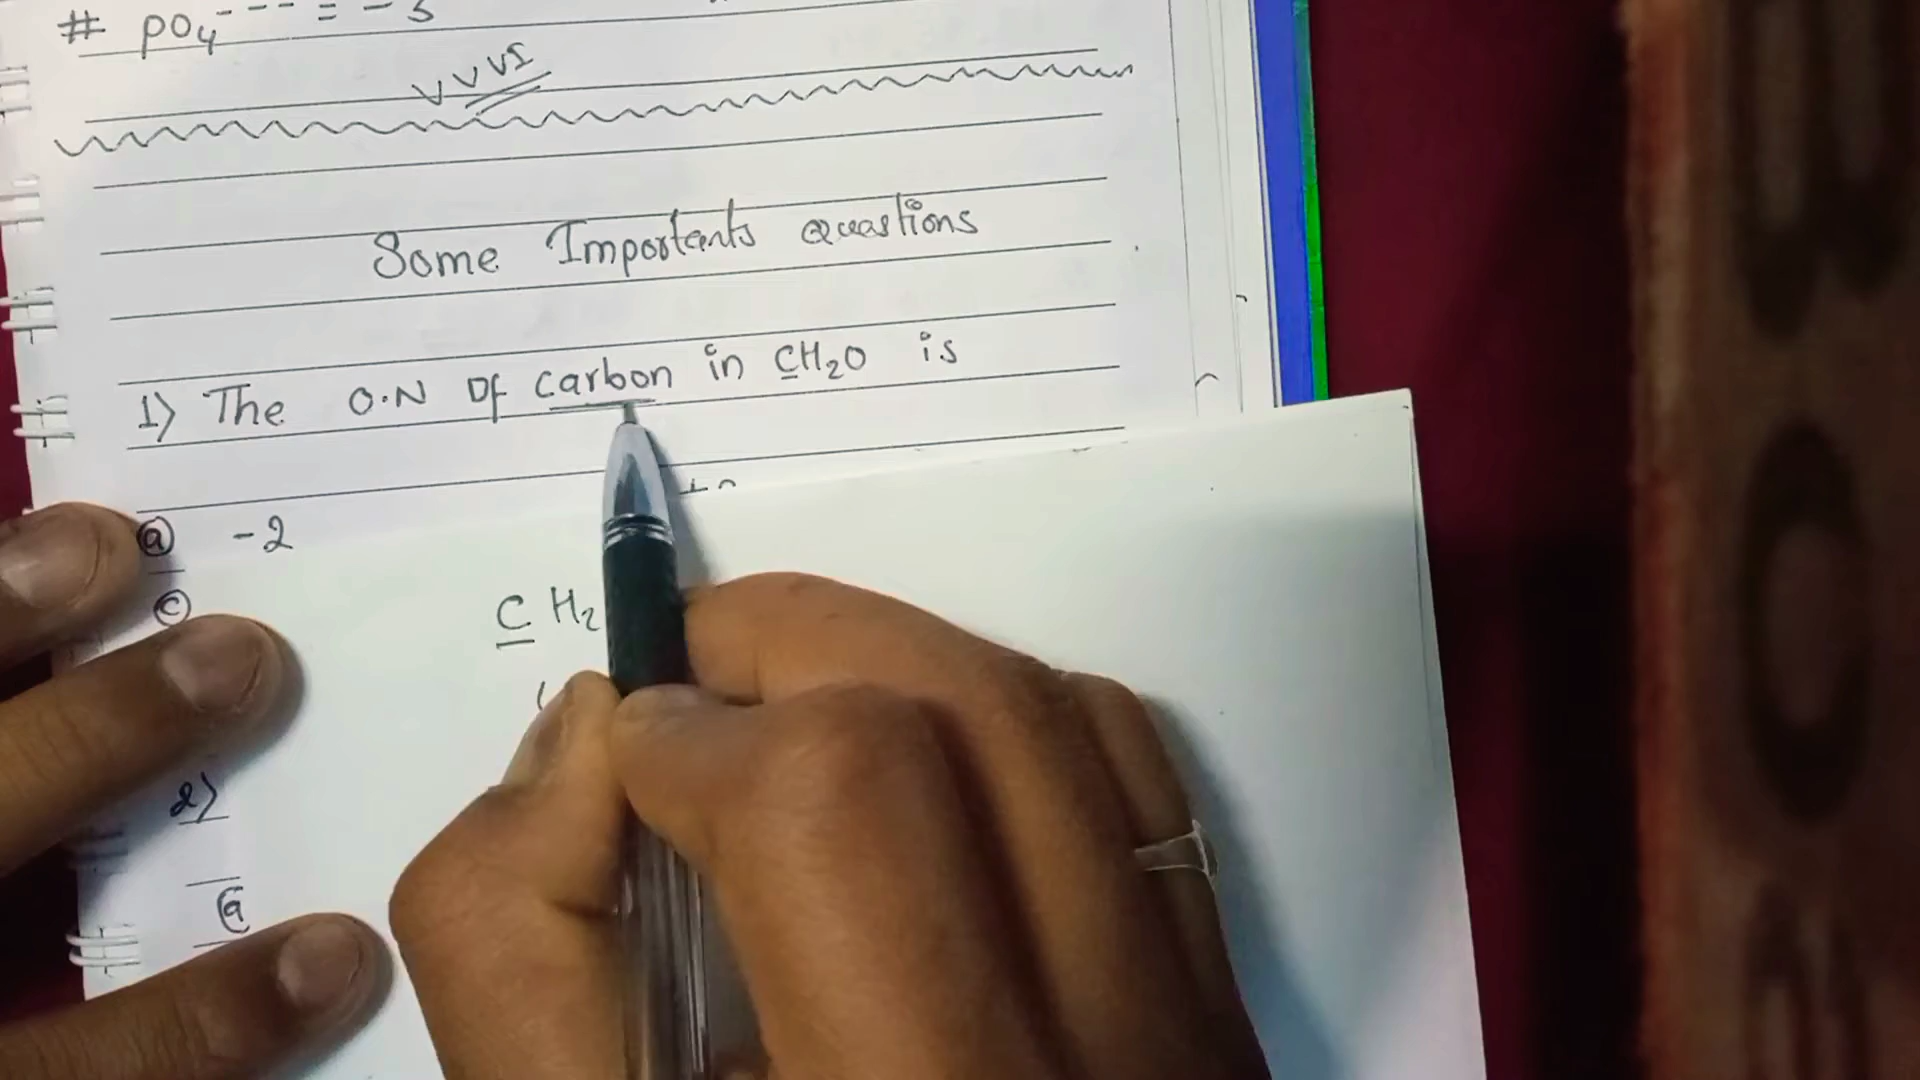 # PO4--- = -3
VVVI
Some Importants Quastions
1) The O.N Of carbon in CH2O is
(a) -2
(c)
CH2
2)
(a